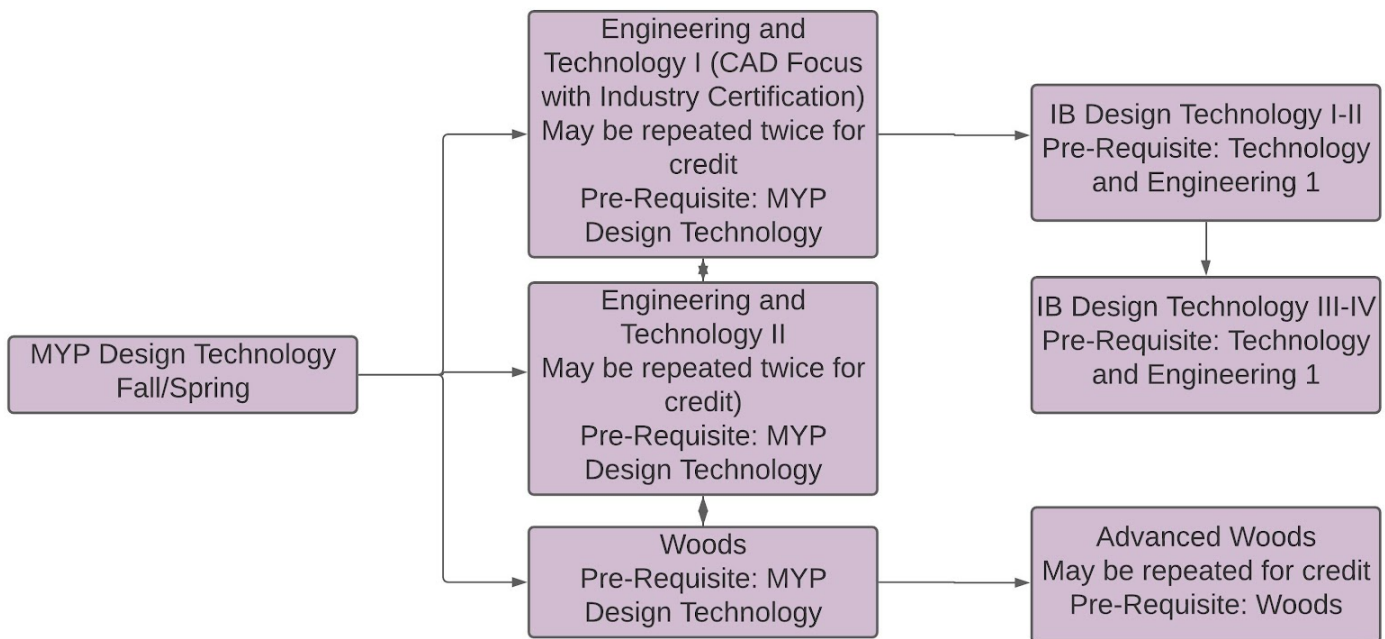 Engineering and
Technology I (CAD Focus
with Industry Certification)
May be repeated twice for
credit
Pre-Requisite: MYP
Design Technology
IB Design Technology I-II
Pre-Requisite: Technology
and Engineering 1
Engineering and
Technology II
May be repeated twice for
credit)
Pre-Requisite: MYP
Design Technology
IB Design Technology III-IV
Pre-Requisite: Technology
and Engineering 1
MYP Design Technology
Fall/Spring
Woods
Pre-Requisite: MYP
Design Technology
Advanced Woods
May be repeated for credit
Pre-Requisite: Woods